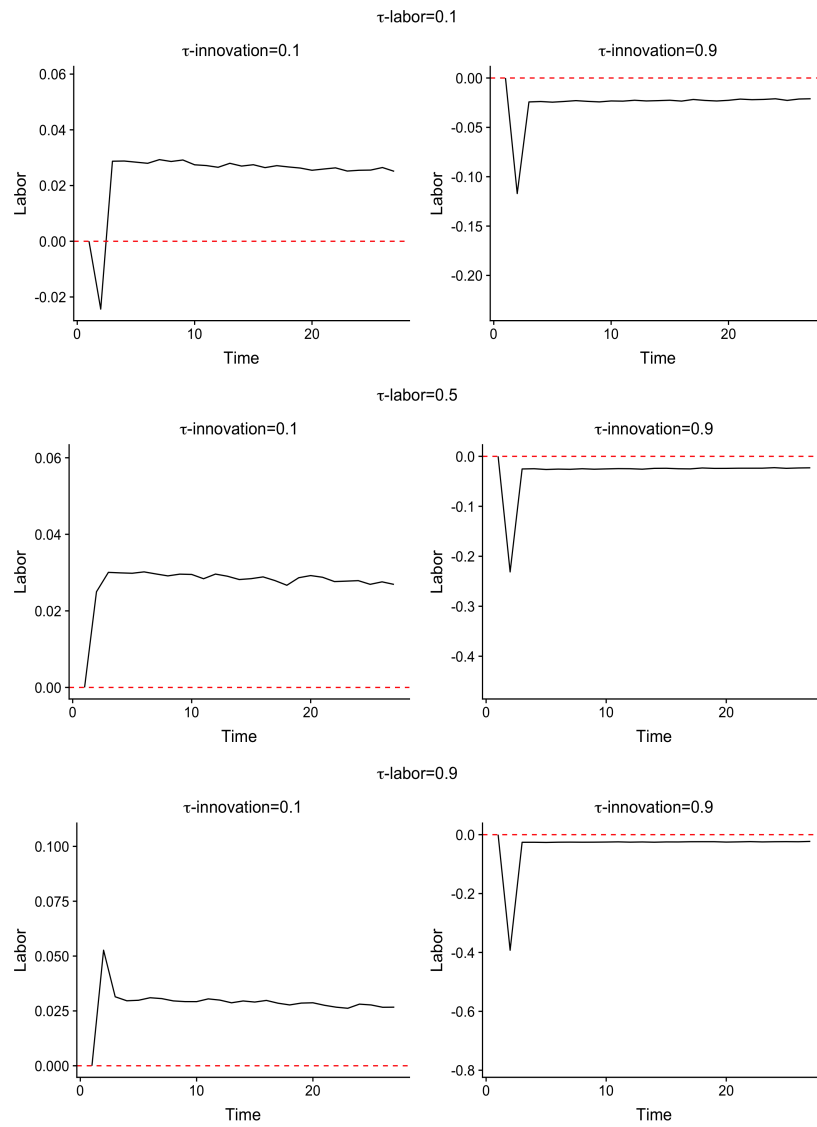 τ-labor=0.1
τ-innovation=0.1
τ-innovation=0.9
0.06
0.04
0.02
0.00
-0.02
Labor
0
10
20
Time
0.00
-0.05
-0.10
-0.15
-0.20
Labor
0
10
20
Time
τ-labor=0.5
τ-innovation=0.1
τ-innovation=0.9
0.06
0.04
0.02
0.00
Labor
0
10
20
Time
0.0
-0.1
-0.2
-0.3
-0.4
Labor
0
10
20
Time
τ-labor=0.9
τ-innovation=0.1
τ-innovation=0.9
0.100
0.075
0.050
0.025
0.000
Labor
0
10
20
Time
0.0
-0.2
-0.4
-0.6
-0.8
Labor
0
10
20
Time